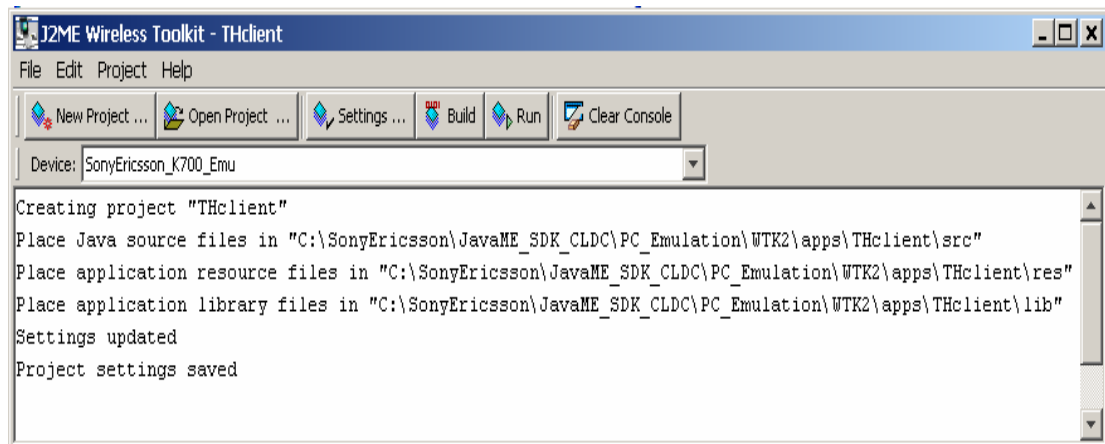 J2ME Wireless Toolkit - THclient
File Edit Project Help
New Project ... Open Project ... Settings ... Build Run Clear Console
Device: SonyEricsson_K700_Emu
Creating project "THclient"
Place Java source files in "C:\SonyEricsson\JavaME_SDK_CLDC\PC_Emulation\WTK2\apps\THclient\src"
Place application resource files in "C:\SonyEricsson\JavaME_SDK_CLDC\PC_Emulation\WTK2\apps\THclient\res"
Place application library files in "C:\SonyEricsson\JavaME_SDK_CLDC\PC_Emulation\WTK2\apps\THclient\lib"
Settings updated
Project settings saved